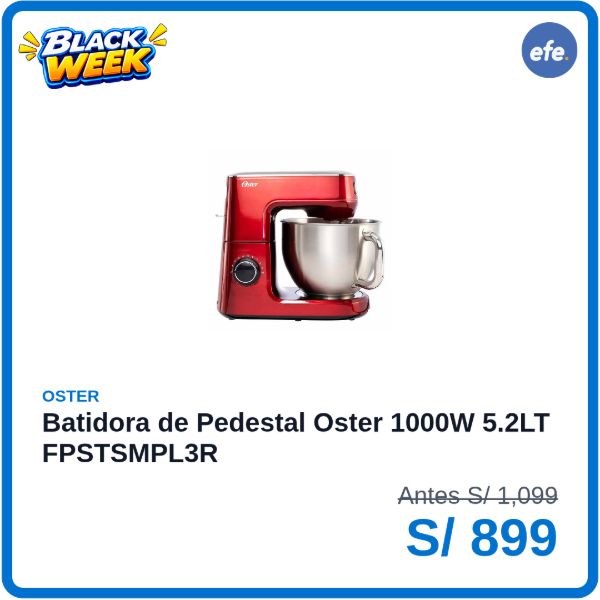 BLACK
WEEK
efe.
Oster
OSTER
Batidora de Pedestal Oster 1000W 5.2LT
FPSTSMPL3R
Antes S/ 1,099
S/ 899